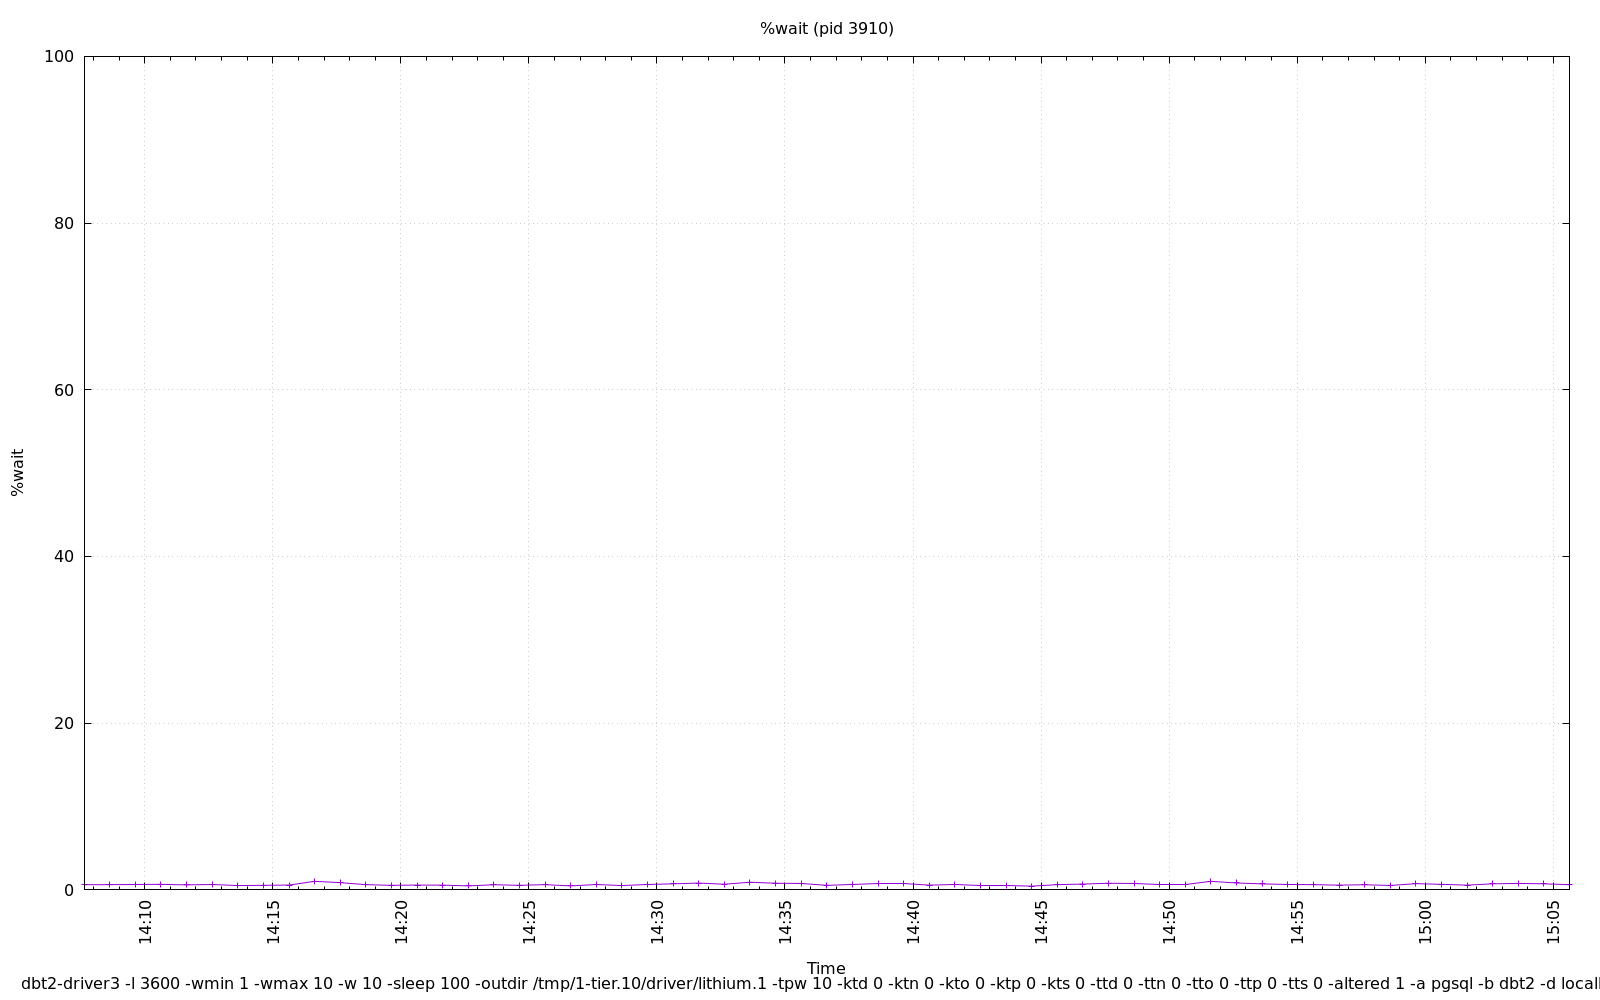 %wait (pid 3910)
100
80
60
40
20
0
%wait
14:10 14:15 14:20 14:25 14:30 14:35 14:40 14:45 14:50 14:55 15:00 15:05
Time
dbt2-driver3 -l 3600 -wmin 1 -wmax 10 -w 10 -sleep 100 -outdir /tmp/1-tier.10/driver/lithium.1 -tpw 10 -ktd 0 -ktn 0 -kto 0 -ktp 0 -kts 0 -ttd 0 -ttn 0 -tto 0 -ttp 0 -tts 0 -altered 1 -a pgsql -b dbt2 -d local